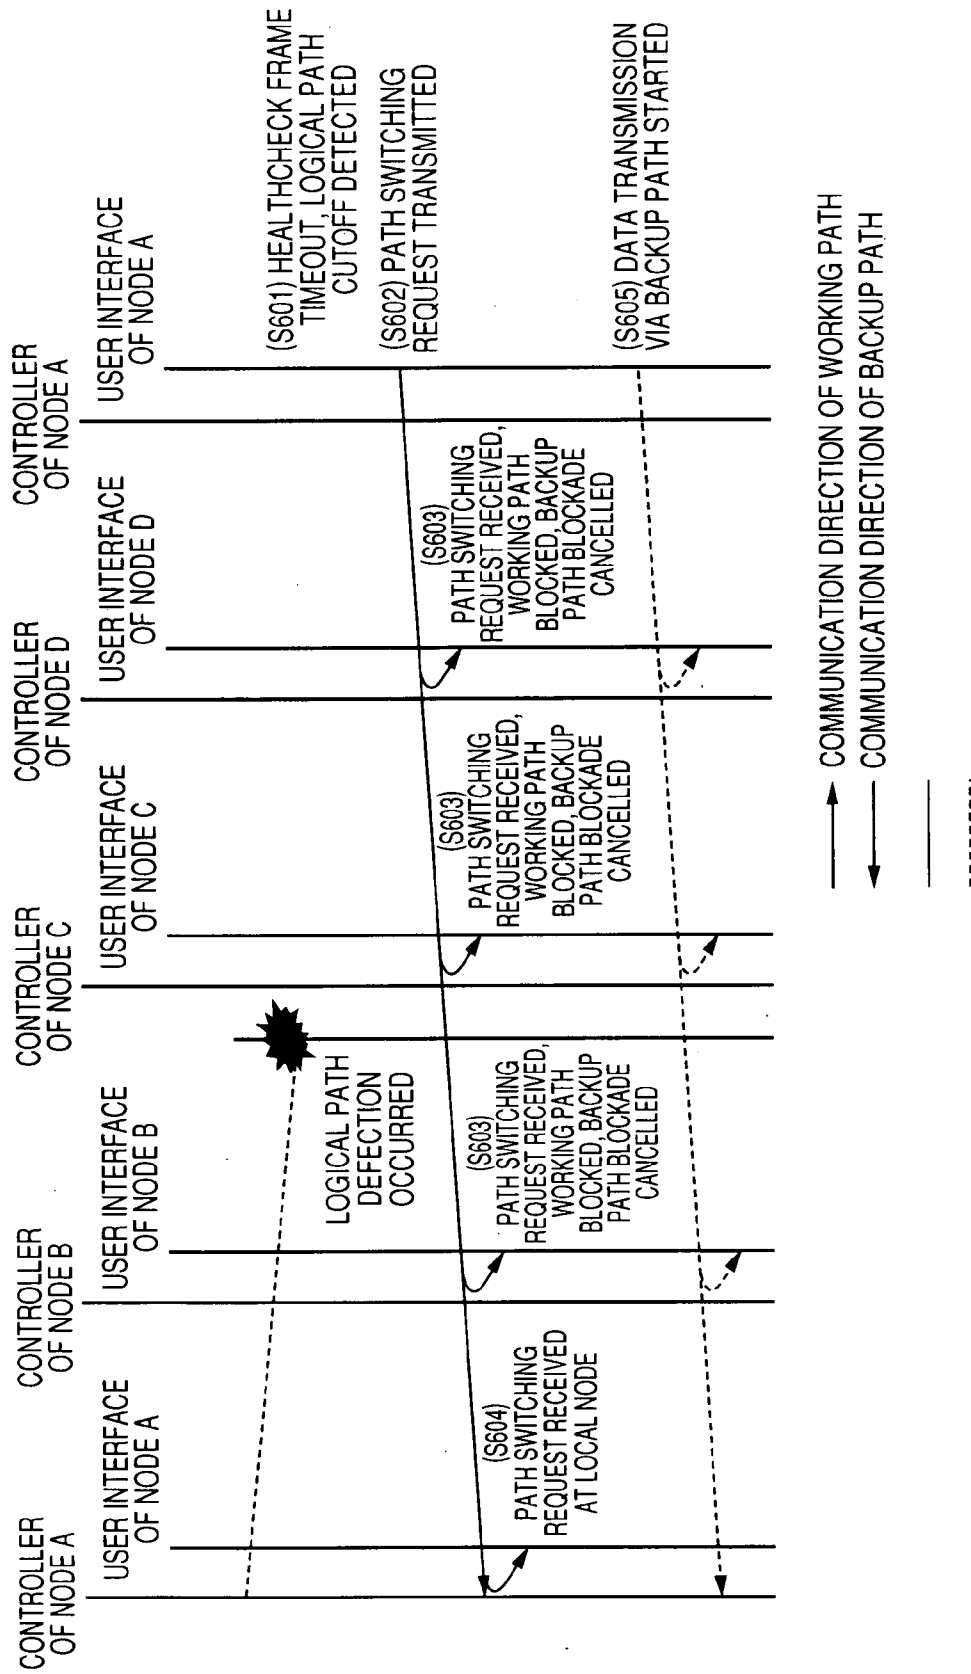 CONTROLLER
OF NODE A
USER INTERFACE
OF NODE A
CONTROLLER
OF NODE B
USER INTERFACE
OF NODE B
CONTROLLER
OF NODE C
USER INTERFACE
OF NODE C
CONTROLLER
OF NODE D
USER INTERFACE
OF NODE D
CONTROLLER
OF NODE A
USER INTERFACE
OF NODE A
(S601) HEALTHCHECK FRAME
TIMEOUT, LOGICAL PATH
CUTOFF DETECTED
(S602) PATH SWITCHING
REQUEST TRANSMITTED
LOGICAL PATH
DEFECTION
OCCURRED
(S603)
PATH SWITCHING
REQUEST RECEIVED,
WORKING PATH
BLOCKED, BACKUP
PATH BLOCKADE
CANCELLED
(S603)
PATH SWITCHING
REQUEST RECEIVED,
WORKING PATH
BLOCKED, BACKUP
PATH BLOCKADE
CANCELLED
(S603)
PATH SWITCHING
REQUEST RECEIVED,
WORKING PATH
BLOCKED, BACKUP
PATH BLOCKADE
CANCELLED
(S604)
PATH SWITCHING
REQUEST RECEIVED
AT LOCAL NODE
(S605) DATA TRANSMISSION
VIA BACKUP PATH STARTED
COMMUNICATION DIRECTION OF WORKING PATH
COMMUNICATION DIRECTION OF BACKUP PATH